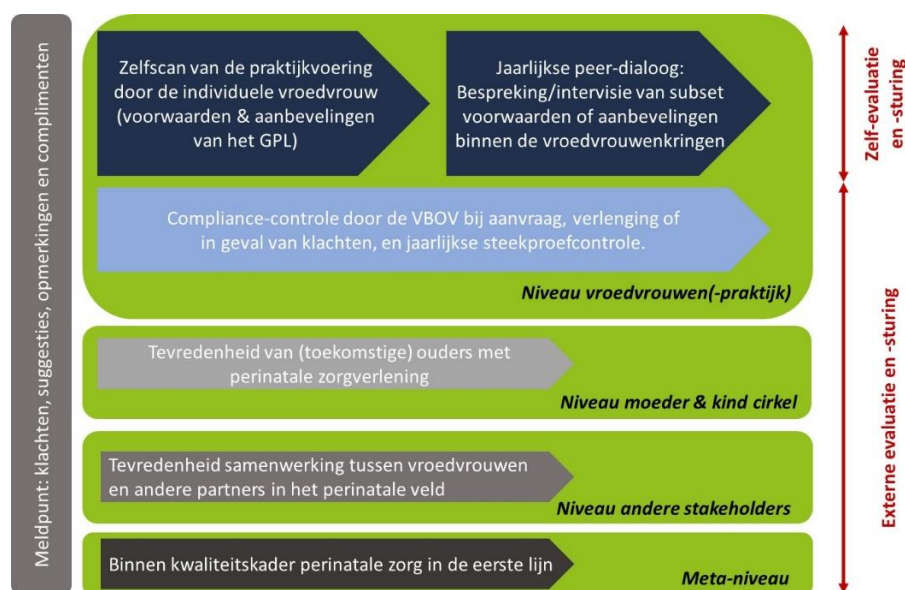 Meldpunt: klachten, suggesties, opmerkingen en complimenten
Zelfscan van de praktijkvoering
door de individuele vroedvrouw
(voorwaarden & aanbevelingen
van het GPL)
Jaarlijkse peer-dialoog:
Bespreking/intervisie van subset
voorwaarden of aanbevelingen
binnen de vroedvrouwenkringen
Compliance-controle door de VBOV bij aanvraag, verlenging of
in geval van klachten, en jaarlijkse steekproefcontrole.
Niveau vroedvrouwen(-praktijk)
Tevredenheid van (toekomstige) ouders met
perinatale zorgverlening
Niveau moeder & kind cirkel
Tevredenheid samenwerking tussen vroedvrouwen
en andere partners in het perinatale veld
Niveau andere stakeholders
Binnen kwaliteitskader perinatale zorg in de eerste lijn
Meta-niveau
Zelf-evaluatie
en -sturing
Externe evaluatie en -sturing